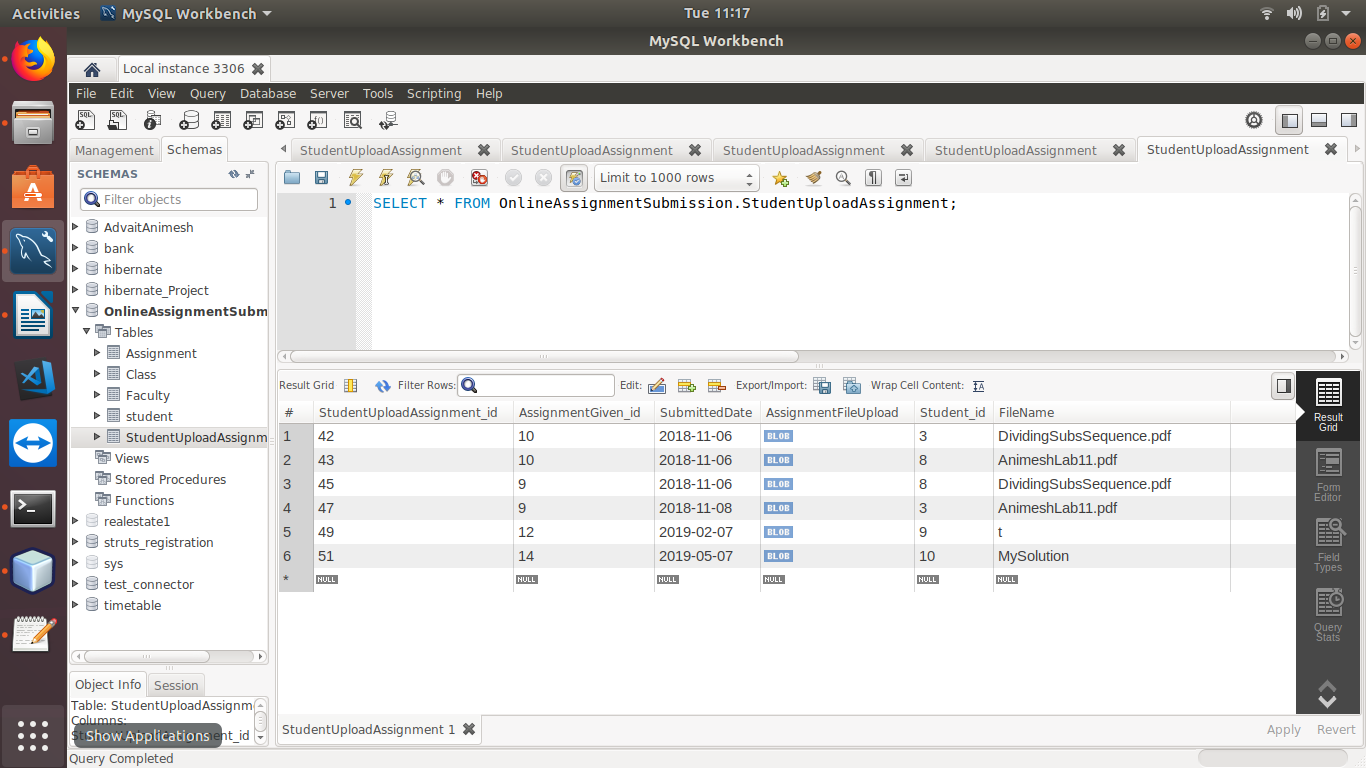 Activities MySQL Workbench Tue 11:17
MySQL Workbench
Local instance 3306
File Edit View Query Database Server Tools Scripting Help
Management Schemas
StudentUploadAssignment StudentUploadAssignment StudentUploadAssignment StudentUploadAssignment StudentUploadAssignment
SCHEMAS
Limit to 1000 rows
Filter objects
1 SELECT * FROM OnlineAssignmentSubmission.StudentUploadAssignment;
AdvaitAnimesh
bank
hibernate
hibernate_Project
OnlineAssignmentSubm
Tables
Assignment
Class
Faculty
student
StudentUploadAssignm
Views
Stored Procedures
Functions
realestate1
struts_registration
sys
test_connector
timetable
Result Grid Filter Rows: Edit: Export/Import: Wrap Cell Content:
# StudentUploadAssignment_id AssignmentGiven_id SubmittedDate AssignmentFileUpload Student_id FileName
1 42 10 2018-11-06 BLOB 3 DividingSubsSequence.pdf
2 43 10 2018-11-06 BLOB 8 AnimeshLab11.pdf
3 45 9 2018-11-06 BLOB 8 DividingSubsSequence.pdf
4 47 9 2018-11-08 BLOB 3 AnimeshLab11.pdf
5 49 12 2019-02-07 BLOB 9 t
6 51 14 2019-05-07 BLOB 10 MySolution
* NULL NULL NULL NULL NULL NULL
Result
Grid
Form
Editor
Field
Types
Query
Stats
Object Info Session
Table: StudentUploadAssignm
Columns:
Show Applications
_id
StudentUploadAssignment 1
Apply Revert
Query Completed